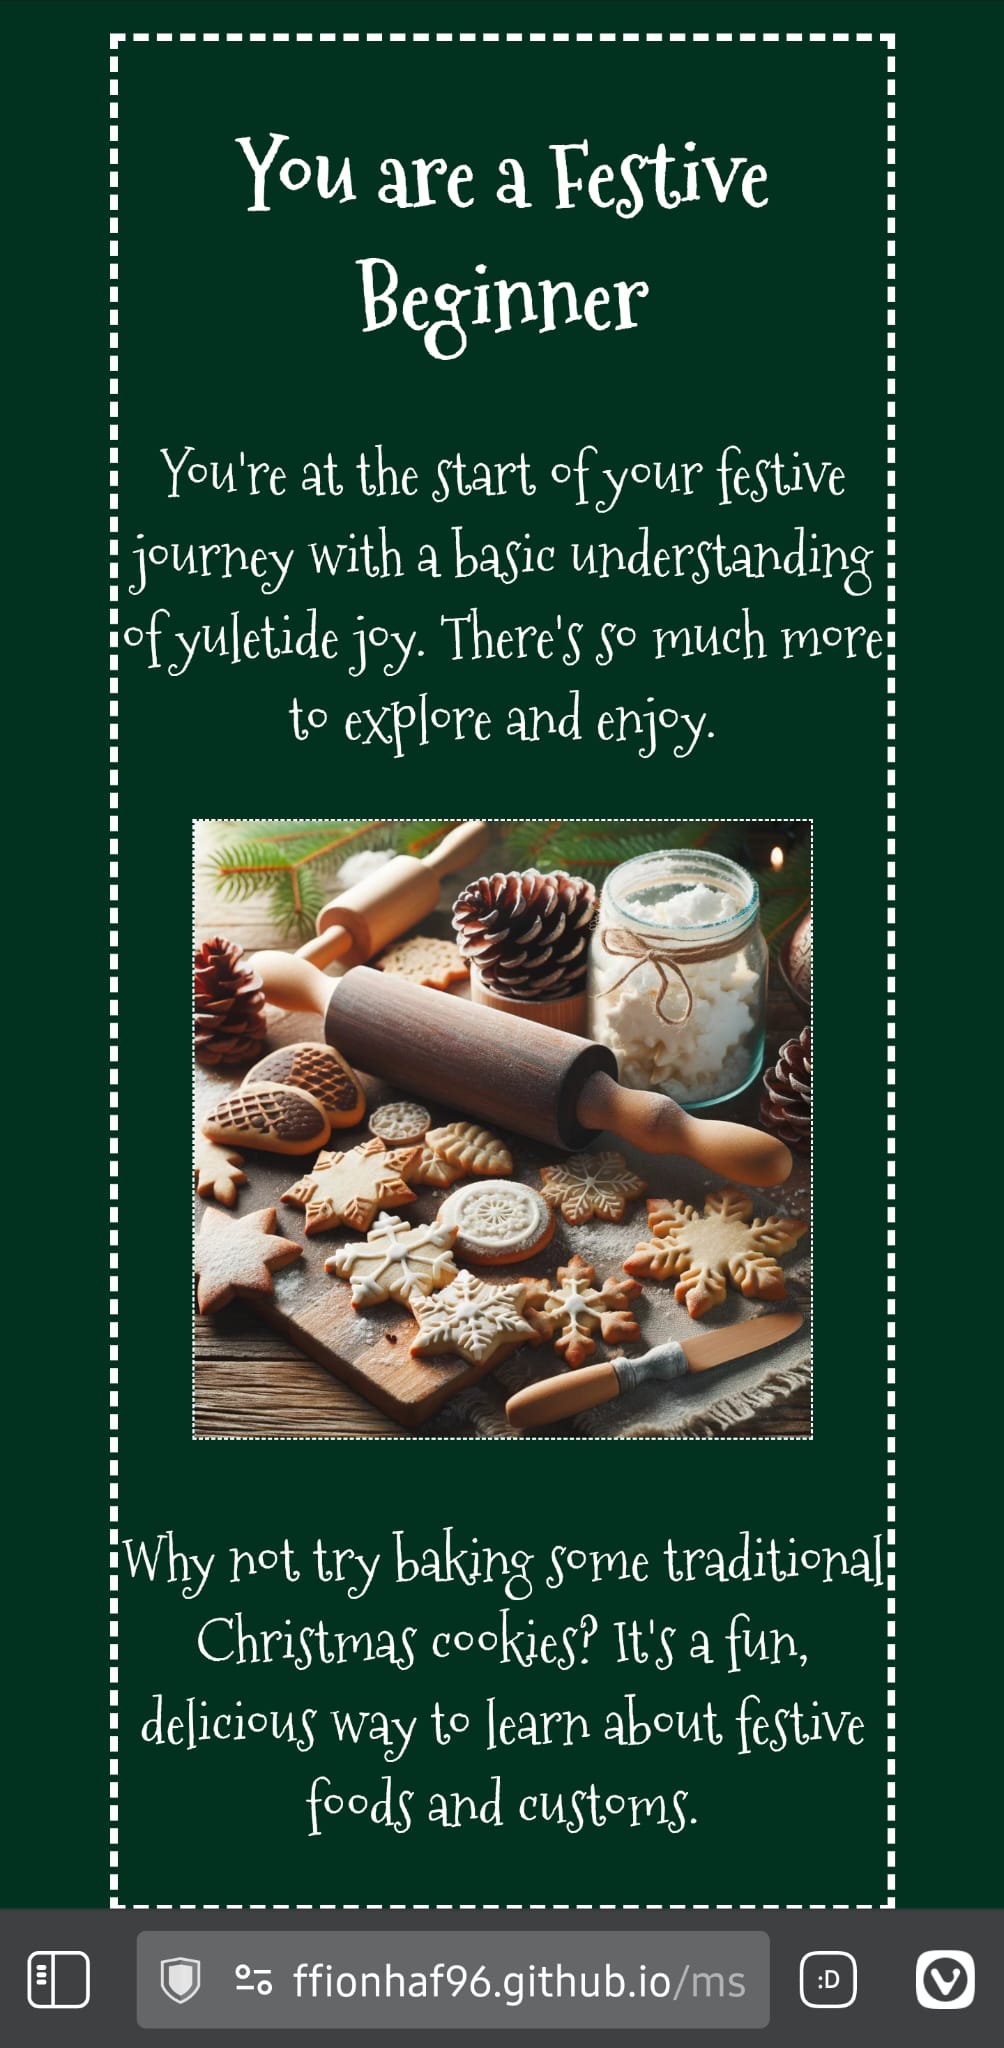 You are a Festive
Beginner
You're at the start of your festive
journey with a basic understanding
of yuletide joy. There's so much more
to explore and enjoy.
Why not try baking some traditional
Christmas cookies? It's a fun,
delicious way to learn about festive
foods and customs.
ffionhaf96.github.io/ms
:D